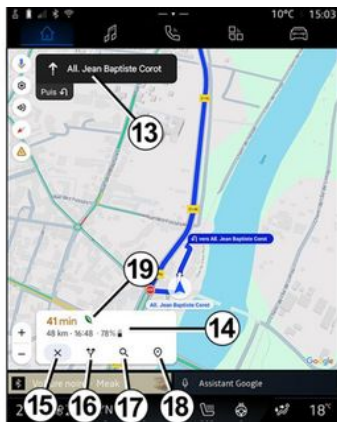 10°C 15:03
All. Jean Baptiste Corot
Puis
13
vers All. Jean Baptiste Corot
19
All. Jean Baptiste Corot
41 min
48 km · 16:48 · 78%
14
+
−
Google
Assistant Google
15
16
17
18
18°